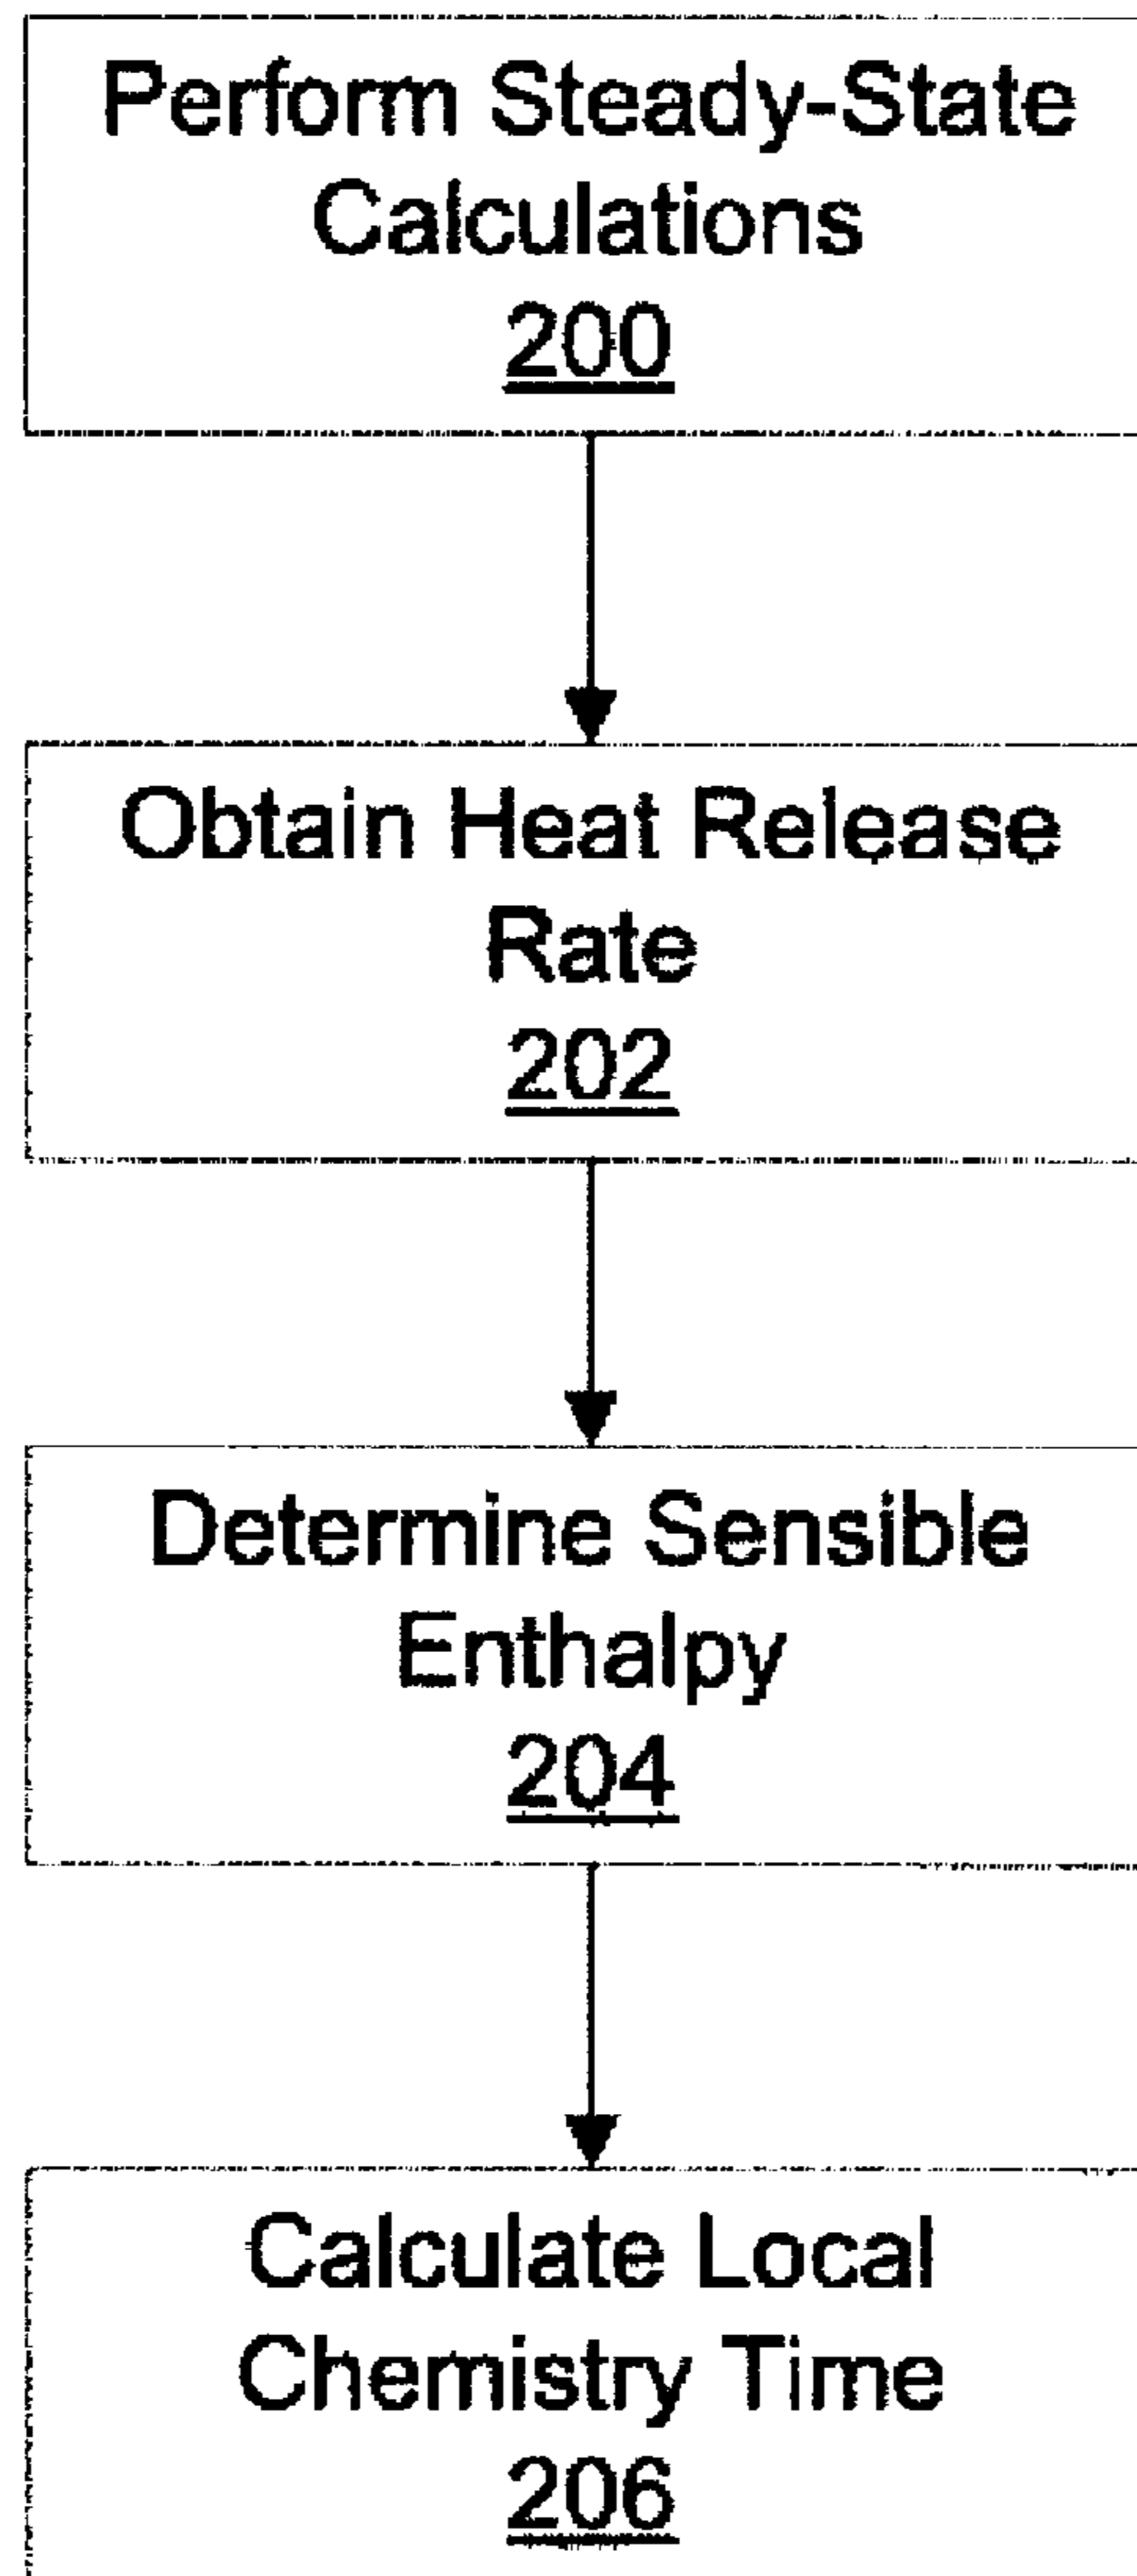 Perform Steady-State
Calculations
200
Obtain Heat Release
Rate
202
Determine Sensible
Enthalpy
204
Calculate Local
Chemistry Time
206